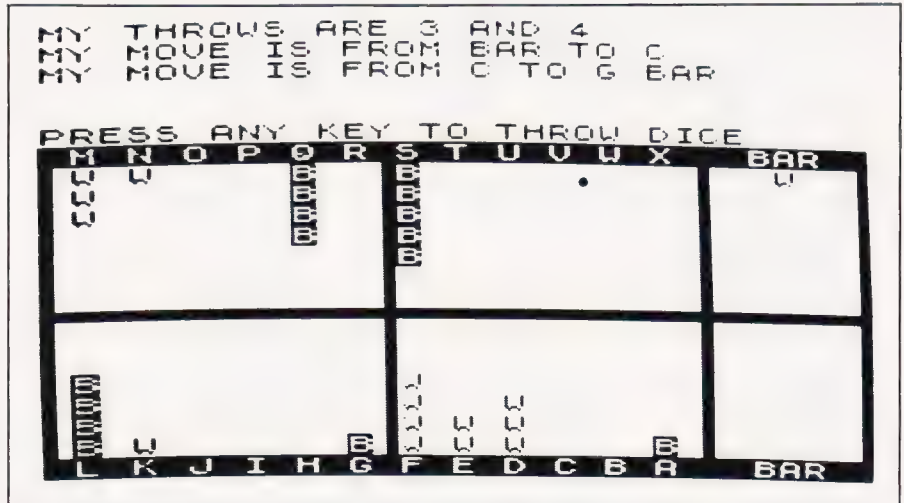 MY THROWS ARE 3 AND 4
MY MOVE IS FROM BAR TO C
MY MOVE IS FROM C TO G BAR
PRESS ANY KEY TO THROW DICE
M N O P Q R S T U V W X BAR
W W B B W
W B B
W B B
B B
B
B
B W W
B W W W
B W B W W W B
L K J I H G F E D C B A BAR